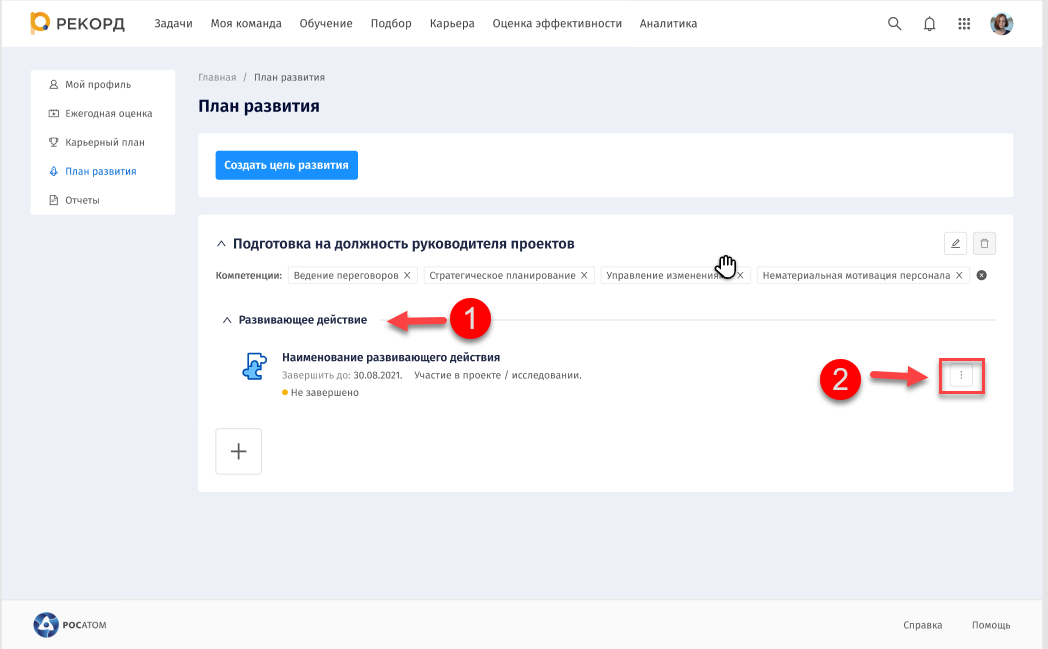 РЕКОРД
Задачи Моя команда Обучение Подбор Карьера Оценка эффективности Аналитика
Мой профиль
Ежегодная оценка
Карьерный план
План развития
Отчеты
Главная / План развития
План развития
Создать цель развития
Подготовка на должность руководителя проектов
Компетенции: Ведение переговоров X Стратегическое планирование X Управление X Нематериальная мотивация персонала X
Развивающее действие
1
Наименование развивающего действия
Завершить до: 30.08.2021. Участие в проекте / исследовании.
Не завершено
2
+
РОСАТОМ
Справка Помощь